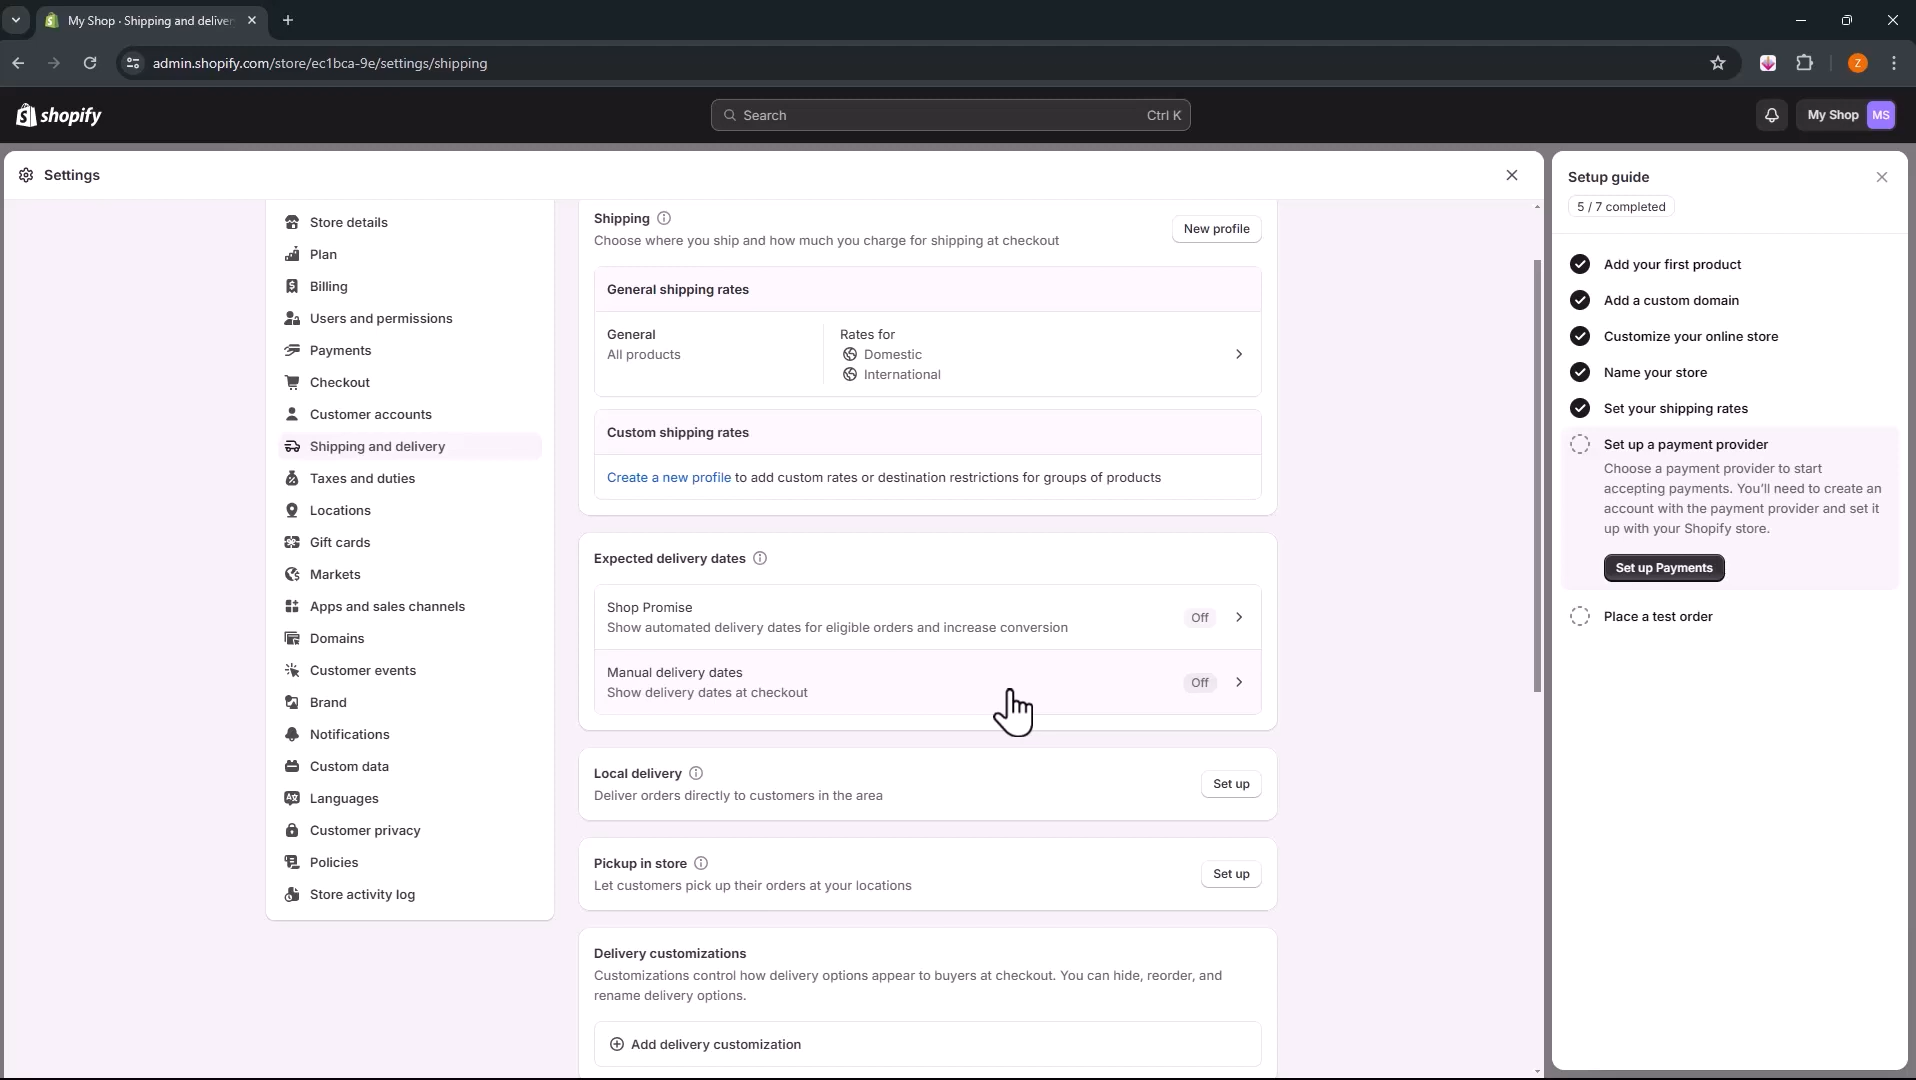 My Shop · Shipping and deliver
admin.shopify.com/store/ec1bca-9e/settings/shipping
Z
shopify
Search
Ctrl K
My Shop
MS
Settings
Store details
Plan
Billing
Users and permissions
Payments
Checkout
Customer accounts
Shipping and delivery
Taxes and duties
Locations
Gift cards
Markets
Apps and sales channels
Domains
Customer events
Brand
Notifications
Custom data
Languages
Customer privacy
Policies
Store activity log
Shipping
Choose where you ship and how much you charge for shipping at checkout
New profile
General shipping rates
General
All products
Rates for
Domestic
International
Custom shipping rates
Create a new profile to add custom rates or destination restrictions for groups of products
Expected delivery dates
Shop Promise
Show automated delivery dates for eligible orders and increase conversion
Off
Manual delivery dates
Show delivery dates at checkout
Off
Local delivery
Deliver orders directly to customers in the area
Set up
Pickup in store
Let customers pick up their orders at your locations
Set up
Delivery customizations
Customizations control how delivery options appear to buyers at checkout. You can hide, reorder, and
rename delivery options.
Add delivery customization
Setup guide
5 / 7 completed
Add your first product
Add a custom domain
Customize your online store
Name your store
Set your shipping rates
Set up a payment provider
Choose a payment provider to start
accepting payments. You'll need to create an
account with the payment provider and set it
up with your Shopify store.
Set up Payments
Place a test order